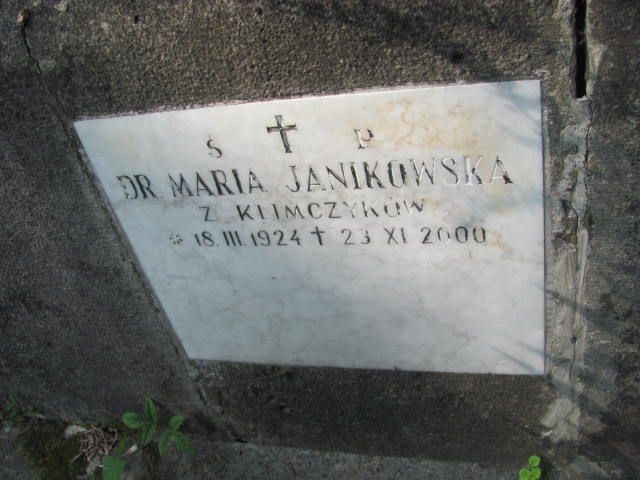 Ś P
DR. MARIA JANIKOWSKA
Z KLIMCZYKÓW
* 18.III.1924 † 23 XI 2000